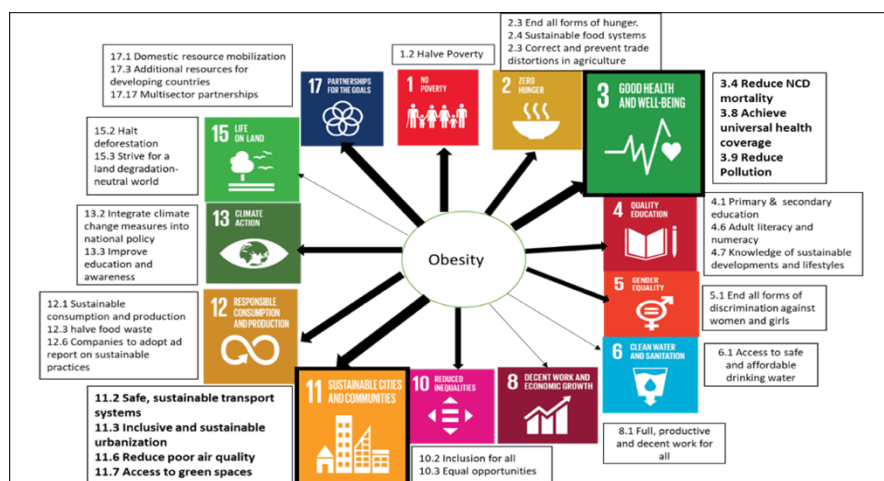 17.1 Domestic resource mobilization
17.3 Additional resources for
developing countries
17.17 Multisector partnerships
17 PARTNERSHIPS
FOR THE GOALS
1.2 Halve Poverty
1 NO
POVERTY
2.3 End all forms of hunger.
2.4 Sustainable food systems
2.3 Correct and prevent trade
distortions in agriculture
2 ZERO
HUNGER
3 GOOD HEALTH
AND WELL-BEING
3.4 Reduce NCD
mortality
3.8 Achieve
universal health
coverage
3.9 Reduce
Pollution
15.2 Halt
deforestation
15.3 Strive for a
land degradation-
neutral world
15 LIFE
ON LAND
4 QUALITY
EDUCATION
4.1 Primary & secondary
education
4.6 Adult literacy and
numeracy
4.7 Knowledge of sustainable
developments and lifestyles
13.2 Integrate climate
change measures into
national policy
13.3 Improve
education and
awareness
13 CLIMATE
ACTION
Obesity
5 GENDER
EQUALITY
5.1 End all forms of
discrimination against
women and girls
12.1 Sustainable
consumption and production
12.3 halve food waste
12.6 Companies to adopt ad
report on sustainable
practices
12 RESPONSIBLE
CONSUMPTION
AND PRODUCTION
6 CLEAN WATER
AND SANITATION
6.1 Access to safe
and affordable
drinking water
11.2 Safe, sustainable transport
systems
11.3 Inclusive and sustainable
urbanization
11.6 Reduce poor air quality
11.7 Access to green spaces
11 SUSTAINABLE CITIES
AND COMMUNITIES
10 REDUCED
INEQUALITIES
10.2 Inclusion for all
10.3 Equal opportunities
8 DECENT WORK AND
ECONOMIC GROWTH
8.1 Full, productive
and decent work for
all